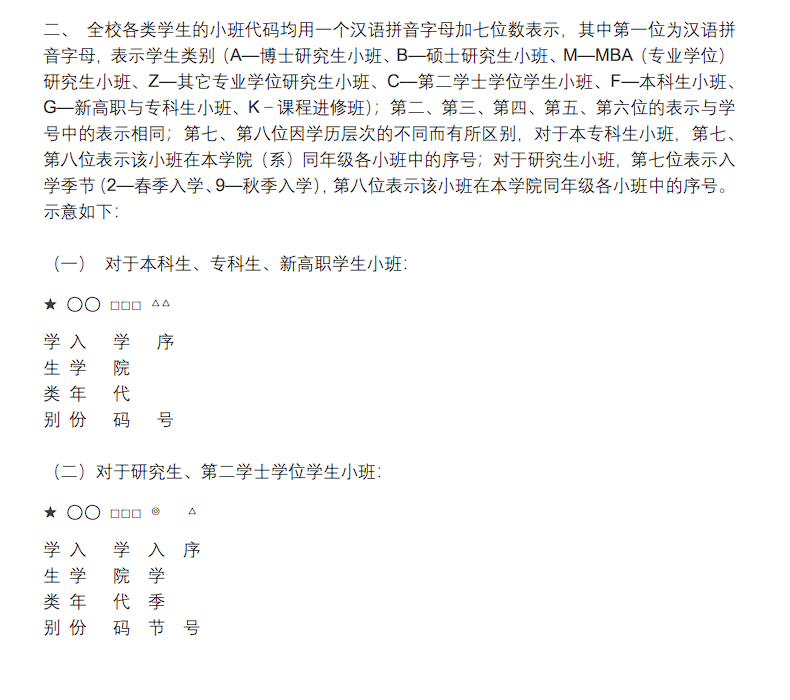 二、 全校各类学生的小班代码均用一个汉语拼音字母加七位数表示，其中第一位为汉语拼
音字母，表示学生类别（A—博士研究生小班、B—硕士研究生小班、M—MBA（专业学位）
研究生小班、Z—其它专业学位研究生小班、C—第二学士学位学生小班、F—本科生小班、
G—新高职与专科生小班、K－课程进修班）；第二、第三、第四、第五、第六位的表示与学
号中的表示相同；第七、第八位因学历层次的不同而有所区别，对于本专科生小班，第七、
第八位表示该小班在本学院（系）同年级各小班中的序号；对于研究生小班，第七位表示入
学季节（2—春季入学、9—秋季入学），第八位表示该小班在本学院同年级各小班中的序号。
示意如下：
（一） 对于本科生、专科生、新高职学生小班：
★ ○○ □□□ △△
学 入 学 序
生 学 院
类 年 代
别 份 码 号
（二）对于研究生、第二学士学位学生小班：
★ ○○ □□□ ◎ △
学 入 学 入 序
生 学 院 学
类 年 代 季
别 份 码 节 号